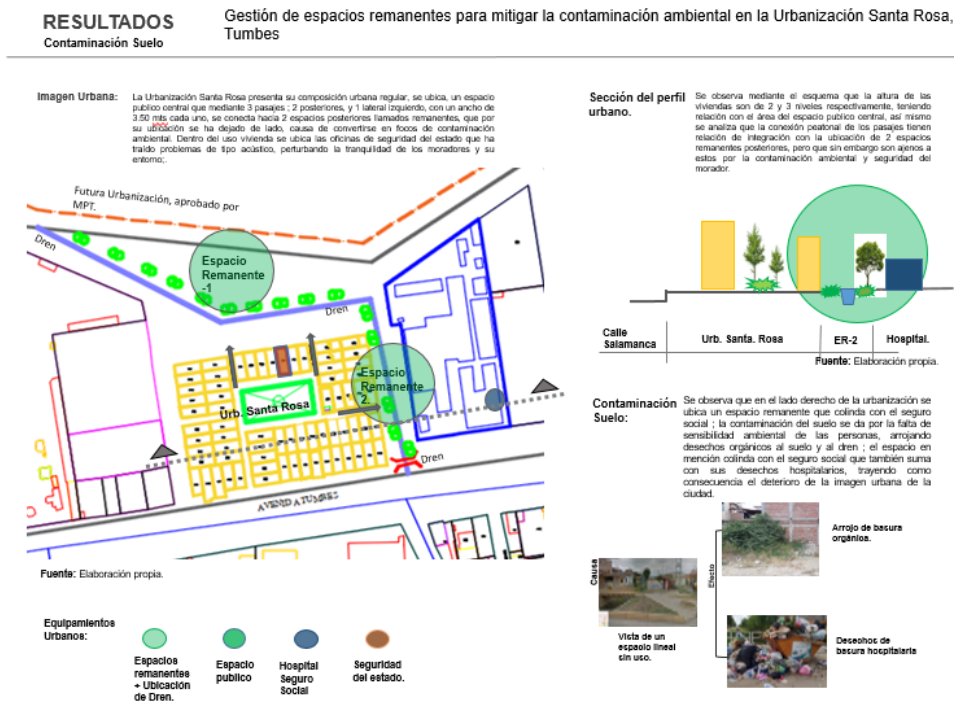 RESULTADOS
Contaminación Suelo
Gestión de espacios remanentes para mitigar la contaminación ambiental en la Urbanización Santa Rosa,
Tumbes
Imagen Urbana:
La Urbanización Santa Rosa presenta su composición urbana regular, se ubica, un espacio
publico central que mediante 3 pasajes ; 2 posteriores, y 1 lateral izquierdo, con un ancho de
3.50 mts cada uno, se conecta hacia 2 espacios posteriores llamados remanentes, que por
su ubicación se ha dejado de lado, causa de convertirse en focos de contaminación
ambiental. Dentro del uso vivienda se ubica las oficinas de seguridad del estado que ha
traído problemas de tipo acústico, perturbando la tranquilidad de los moradores y su
entorno;.
Futura Urbanización, aprobado por
MPT.
Dren
Espacio
Remanente
-1
Dren
Espacio
Remanente
2.
Urb. Santa Rosa
Dren
AVENIDA TUMBES
Fuente: Elaboración propia.
Equipamientos
Urbanos:
Espacios
remanentes
+ Ubicación
de Dren.
Espacio
publico
Hospital
Seguro
Social
Seguridad
del estado.
Sección del perfil
urbano.
Se observa mediante el esquema que la altura de las
viviendas son de 2 y 3 niveles respectivamente, teniendo
relación con el área del espacio publico central, así mismo
se analiza que la conexión peatonal de los pasajes tienen
relación de integración con la ubicación de 2 espacios
remanentes posteriores, pero que sin embargo son ajenos a
estos por la contaminación ambiental y seguridad del
morador.
Calle
Salamanca
Urb. Santa. Rosa
ER-2
Hospital.
Fuente: Elaboración propia.
Contaminación
Suelo:
Se observa que en el lado derecho de la urbanización se
ubica un espacio remanente que colinda con el seguro
social ; la contaminación del suelo se da por la falta de
sensibilidad ambiental de las personas, arrojando
desechos orgánicos al suelo y al dren ; el espacio en
mención colinda con el seguro social que también suma
con sus desechos hospitalarios, trayendo como
consecuencia el deterioro de la imagen urbana de la
ciudad.
Causa
Vista de un
espacio lineal
sin uso.
Efecto
Arrojo de basura
orgánica.
Desechos de
basura hospitalaria